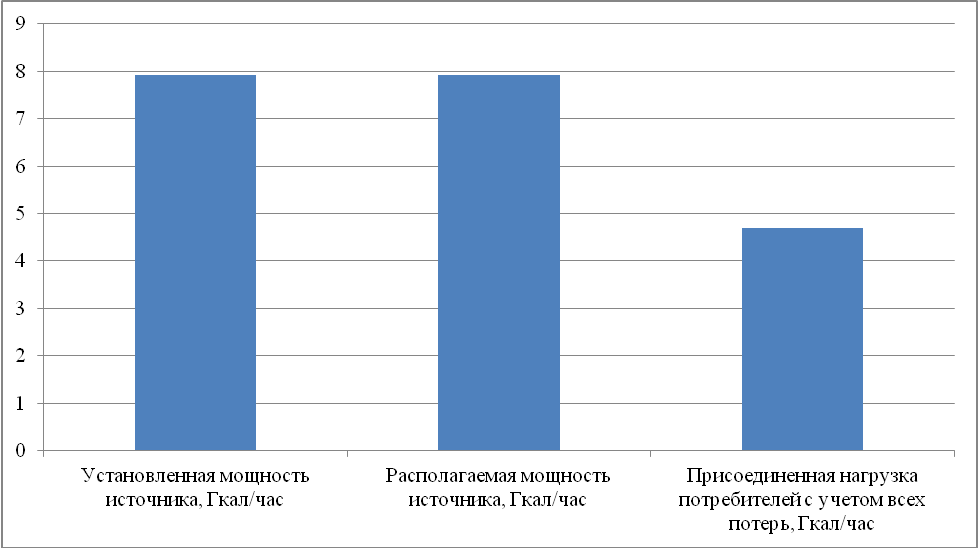 9
8
7
6
5
4
3
2
1
0
Установленная мощность
источника, Гкал/час
Располагаемая мощность
источника, Гкал/час
Присоединенная нагрузка
потребителей с учетом всех
потерь, Гкал/час